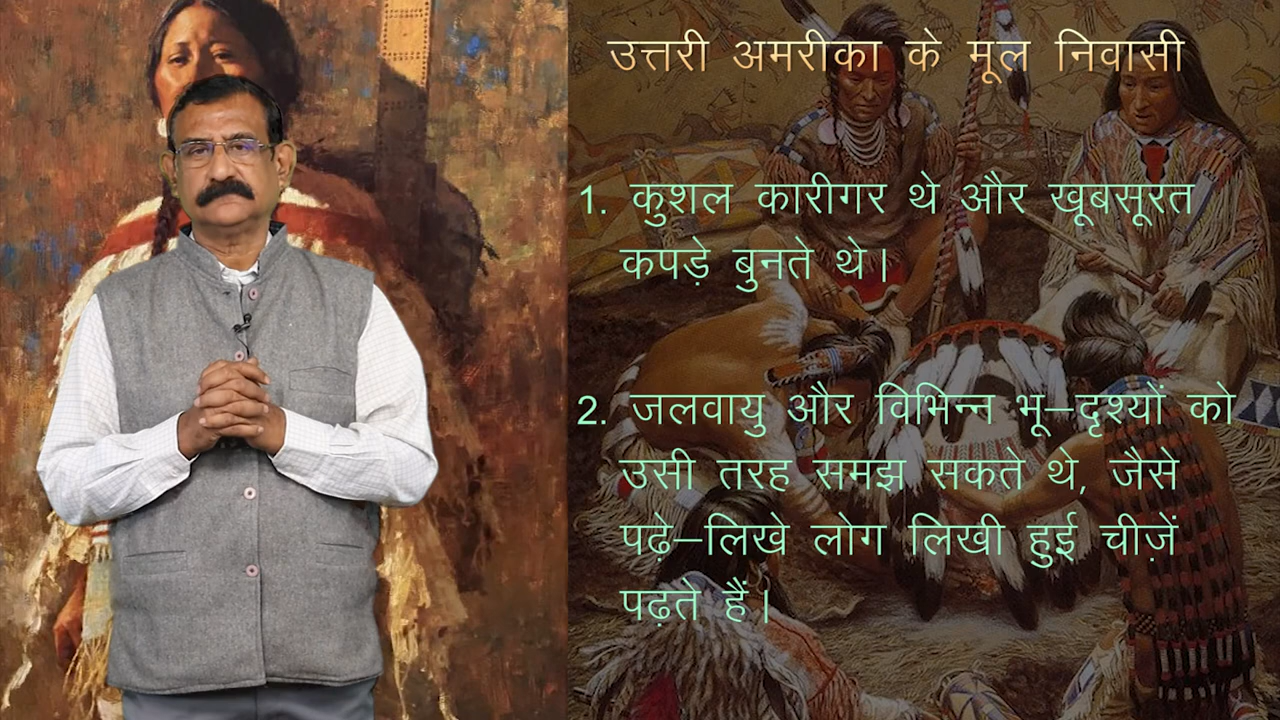 उत्तरी अमरीका के मूल निवासी
1. कुशल कारीगर थे और खूबसूरत
कपड़े बुनते थे।
2. जलवायु और विभिन्न भू–दृश्यों को
उसी तरह समझ सकते थे, जैसे
पढ़े–लिखे लोग लिखी हुई चीज़ें
पढ़ते हैं।